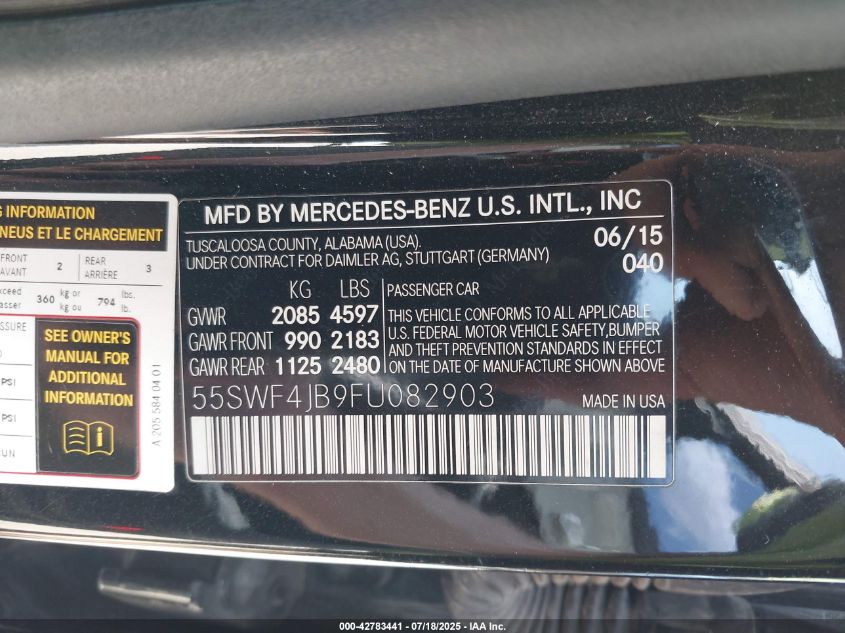 G INFORMATION
NEUS ET LE CHARGEMENT
FRONT 2 REAR 3
AVANT ARRIÈRE
xceed 360 kg or 794 lbs.
asser kg ou lb.
ESSURE
SEE OWNER'S
MANUAL FOR
ADDITIONAL
INFORMATION
PSI
PSI
UN
A 205 584 04 01
MFD BY MERCEDES-BENZ U.S. INTL., INC
TUSCALOOSA COUNTY, ALABAMA (USA). 06/15
UNDER CONTRACT FOR DAIMLER AG, STUTTGART (GERMANY) 040
KG LBS PASSENGER CAR
GVWR 2085 4597
GAWR FRONT 990 2183
GAWR REAR 1125 2480
THIS VEHICLE CONFORMS TO ALL APPLICABLE
U.S. FEDERAL MOTOR VEHICLE SAFETY,BUMPER
AND THEFT PREVENTION STANDARDS IN EFFECT
ON THE DATE OF MANUFACTURE SHOWN ABOVE
55SWF4JB9FU082903 MADE IN USA
000-42783441 / 07/18/2025 - IAA Inc.